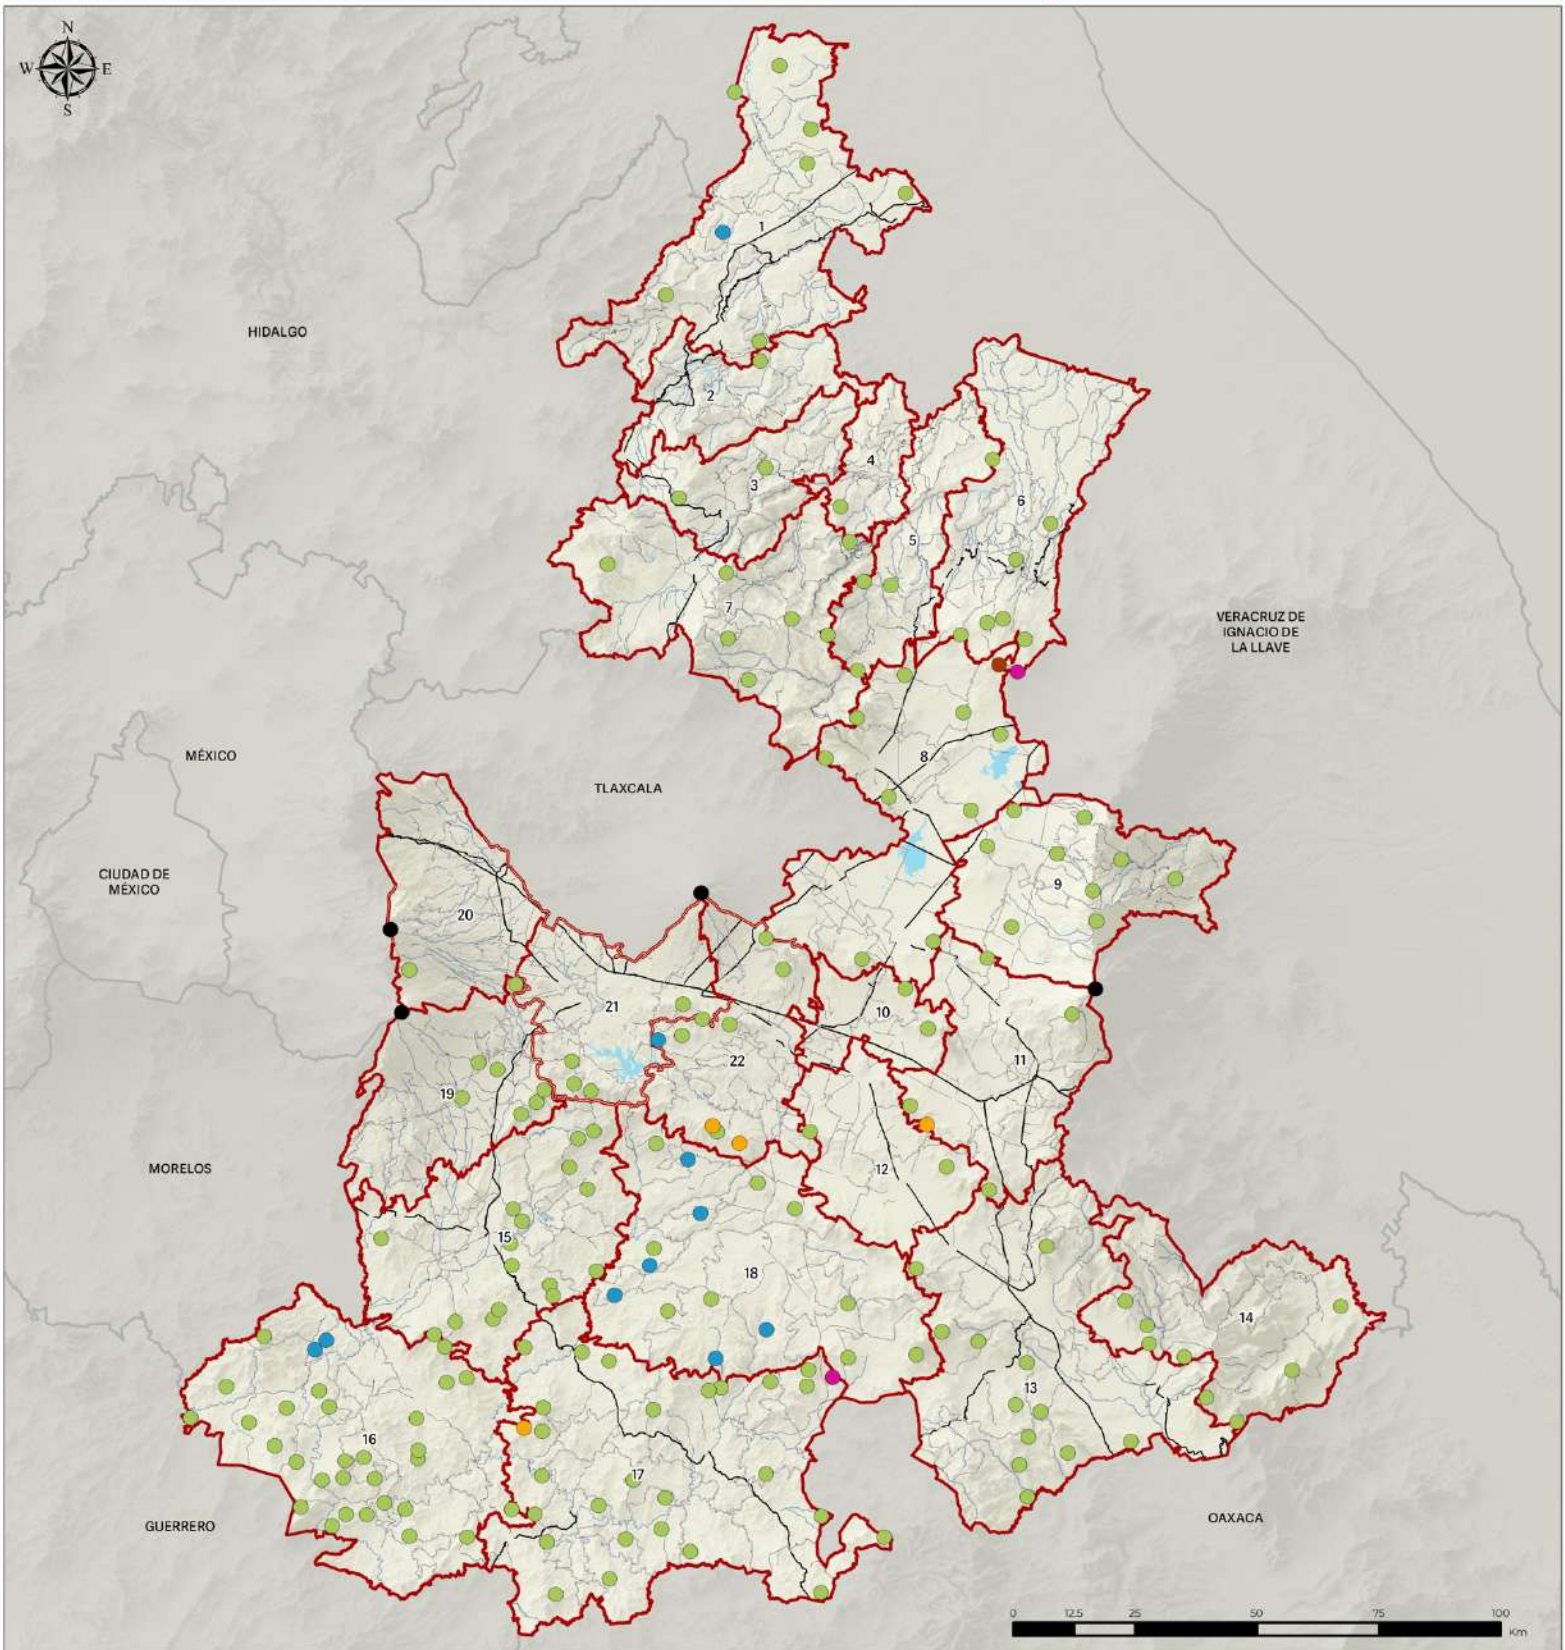 N
W E
S
1
HIDALGO
2
4
3
6
5
7
VERACRUZ DE
IGNACIO DE
LA LLAVE
MÉXICO
8
TLAXCALA
CIUDAD DE
MÉXICO
9
20
21
10
22
11
19
MORELOS
12
15
18
14
13
16
17
GUERRERO
OAXACA
0 12.5 25 50 75 100
Km